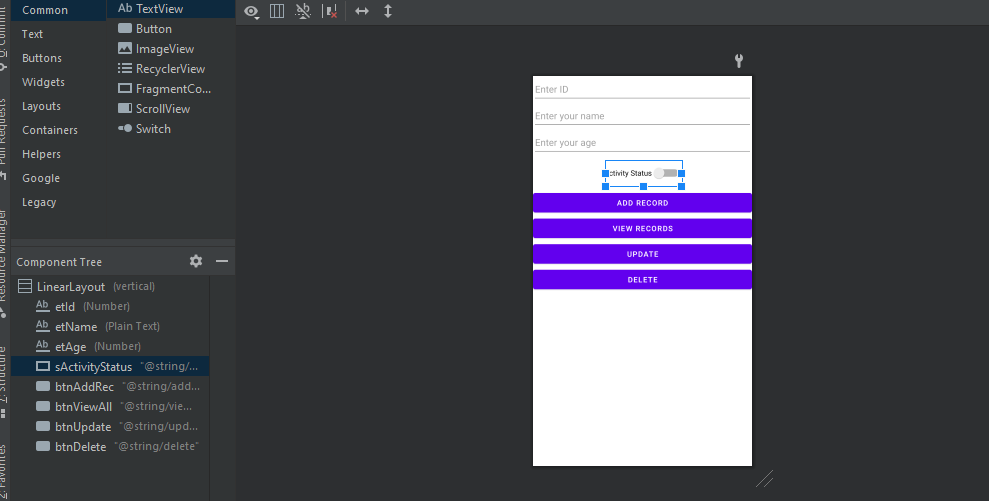 Common
Text
Buttons
Widgets
Layouts
Containers
Helpers
Google
Legacy
Ab TextView
Button
ImageView
RecyclerView
FragmentCo...
ScrollView
Switch
Component Tree
LinearLayout (vertical)
Ab etId (Number)
Ab etName (Plain Text)
Ab etAge (Number)
sActivityStatus "@string/...
btnAddRec "@string/add...
btnViewAll "@string/vie...
btnUpdate "@string/upd...
btnDelete "@string/delete"
Enter ID
Enter your name
Enter your age
ctivity Status
ADD RECORD
VIEW RECORDS
UPDATE
DELETE
Commit
Pull Requests
Resource Manager
7: Structure
2: Favorites